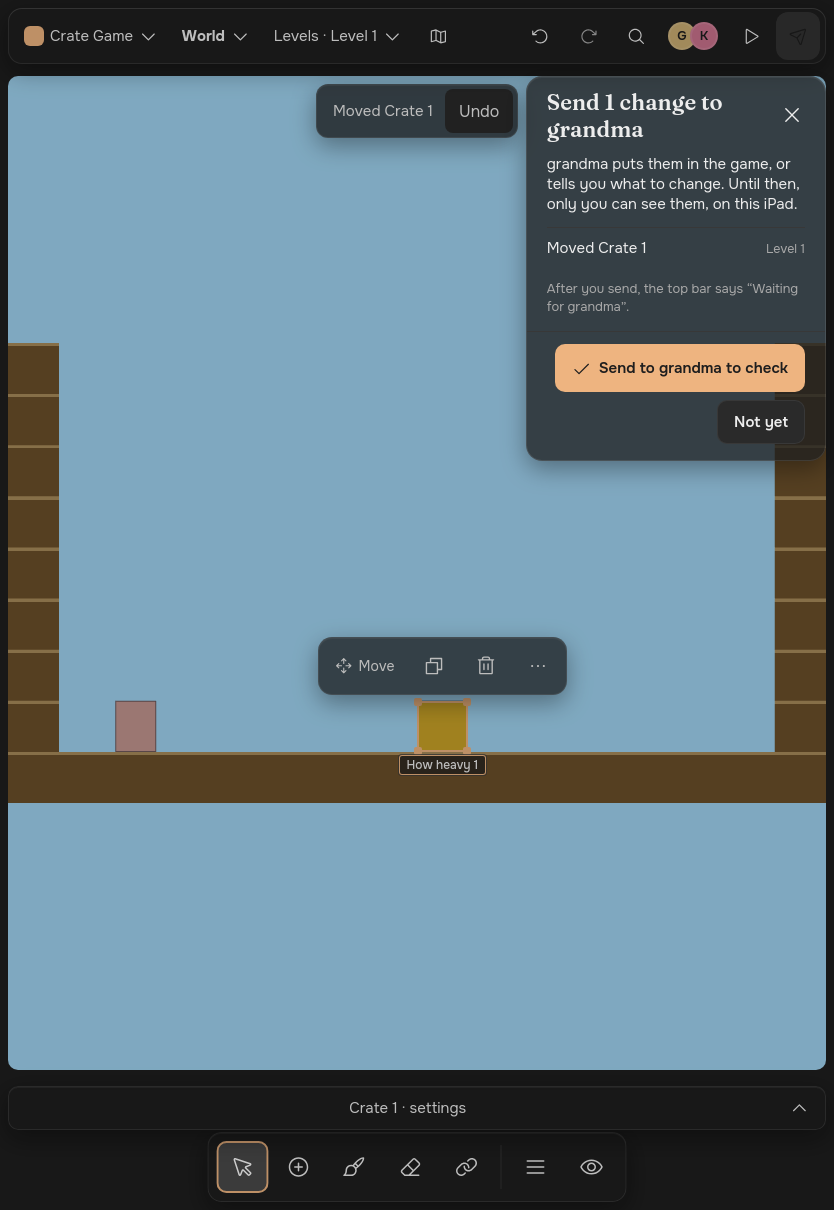 Crate Game
World
Levels · Level 1
G
K
Moved Crate 1
Undo
Send 1 change to
grandma
grandma puts them in the game, or
tells you what to change. Until then,
only you can see them, on this iPad.
Moved Crate 1
Level 1
After you send, the top bar says “Waiting
for grandma”.
Send to grandma to check
Not yet
Move
How heavy 1
Crate 1 · settings